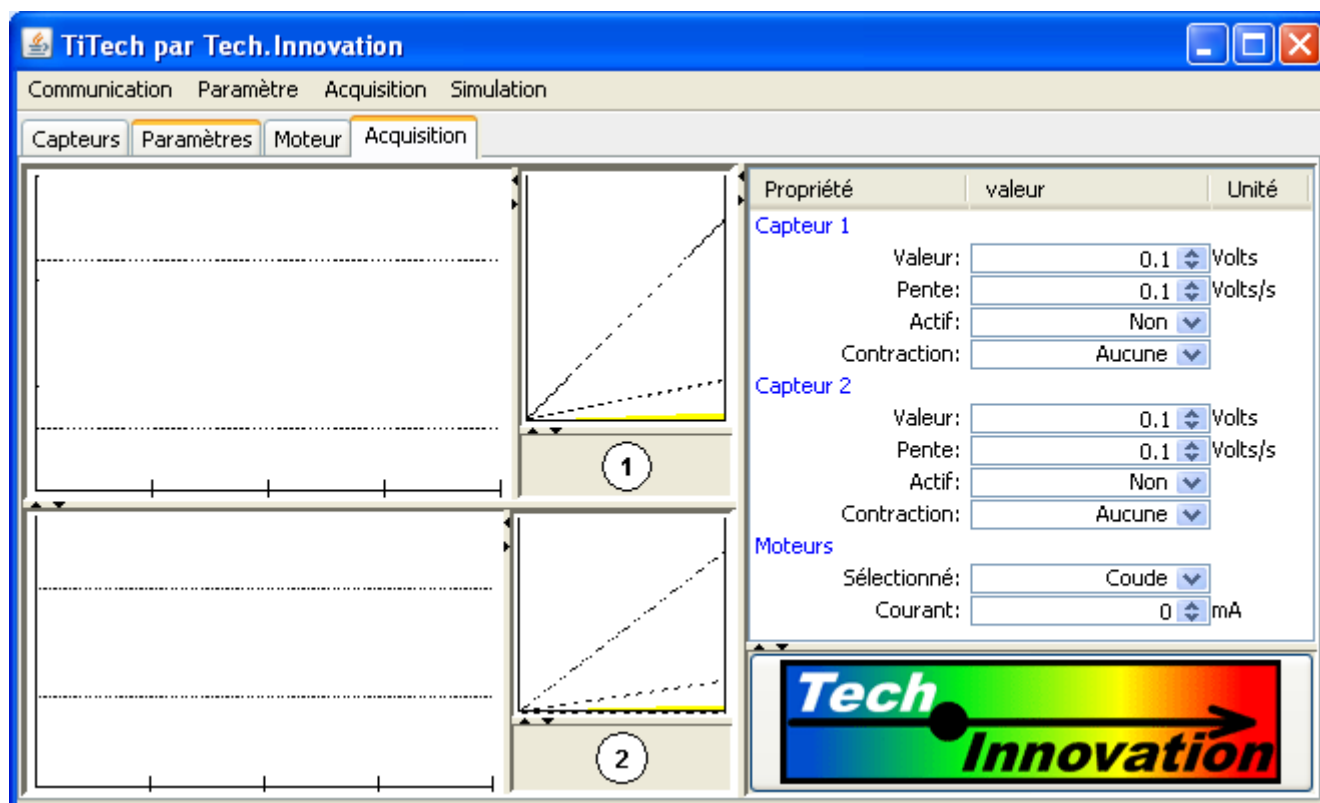 TiTech par Tech.Innovation
Communication Paramètre Acquisition Simulation
Capteurs Paramètres Moteur Acquisition
Propriété valeur Unité
Capteur 1
Valeur: 0.1 Volts
Pente: 0.1 Volts/s
Actif: Non
Contraction: Aucune
Capteur 2
Valeur: 0.1 Volts
Pente: 0.1 Volts/s
Actif: Non
Contraction: Aucune
Moteurs
Sélectionné: Coude
Courant: 0 mA
1
2
Tech
Innovation